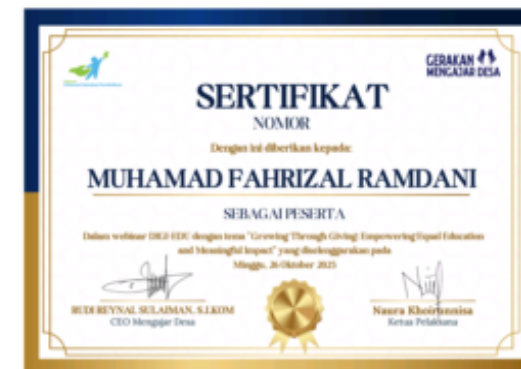 GERAKAN
MENGAJAR DESA
SERTIFIKAT
NOMOR
Dengan ini diberikan kepada:
MUHAMAD FAHRIZAL RAMDANI
SEBAGAI PESERTA
Dalam webinar DIGI-EDU dengan tema "Growing Through Giving: Empowering Equal Education
and Meaningful Impact" yang diselenggarakan pada
Minggu, 26 Oktober 2025
RUDI REYNAL SULAIMAN, S.I.KOM
CEO Mengajar Desa
Naura Khoirunnisa
Ketua Pelaksana